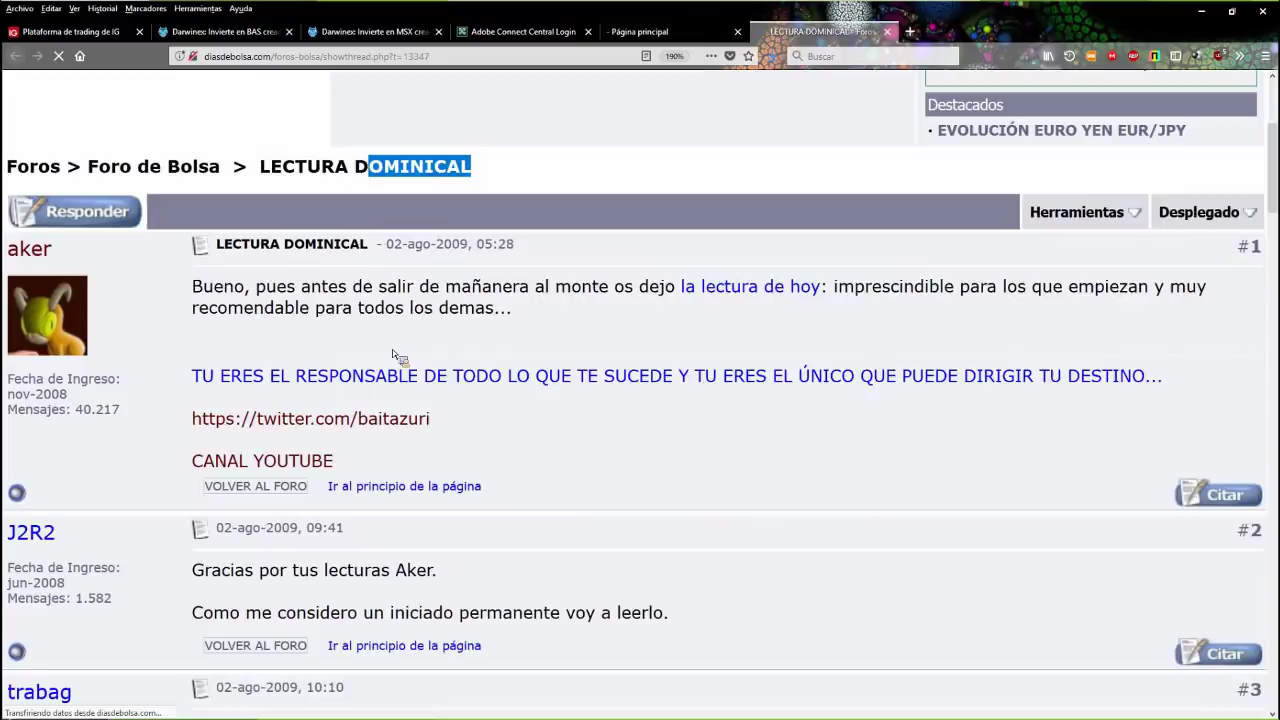 Archivo Editar Ver Historial Marcadores Herramientas Ayuda
Plataforma de trading de IG
Darwinex: Invierte en BAS crea
Darwinex: Invierte en MSX crea
Adobe Connect Central Login
- Página principal
LECTURA DOMINICAL - Foros
diasdebolsa.com/foros-bolsa/showthread.php?t=13347
190%
Buscar
Destacados
· EVOLUCIÓN EURO YEN EUR/JPY
Foros > Foro de Bolsa > LECTURA DOMINICAL
Responder
Herramientas
Desplegado
aker
LECTURA DOMINICAL - 02-ago-2009, 05:28
#1
Bueno, pues antes de salir de mañanera al monte os dejo la lectura de hoy: imprescindible para los que empiezan y muy
recomendable para todos los demas...
Fecha de Ingreso:
nov-2008
Mensajes: 40.217
TU ERES EL RESPONSABLE DE TODO LO QUE TE SUCEDE Y TU ERES EL ÚNICO QUE PUEDE DIRIGIR TU DESTINO...
https://twitter.com/baitazuri
CANAL YOUTUBE
VOLVER AL FORO
Ir al principio de la página
Citar
J2R2
02-ago-2009, 09:41
#2
Fecha de Ingreso:
jun-2008
Mensajes: 1.582
Gracias por tus lecturas Aker.
Como me considero un iniciado permanente voy a leerlo.
VOLVER AL FORO
Ir al principio de la página
Citar
trabag
02-ago-2009, 10:10
#3
Transfiriendo datos desde diasdebolsa.com...